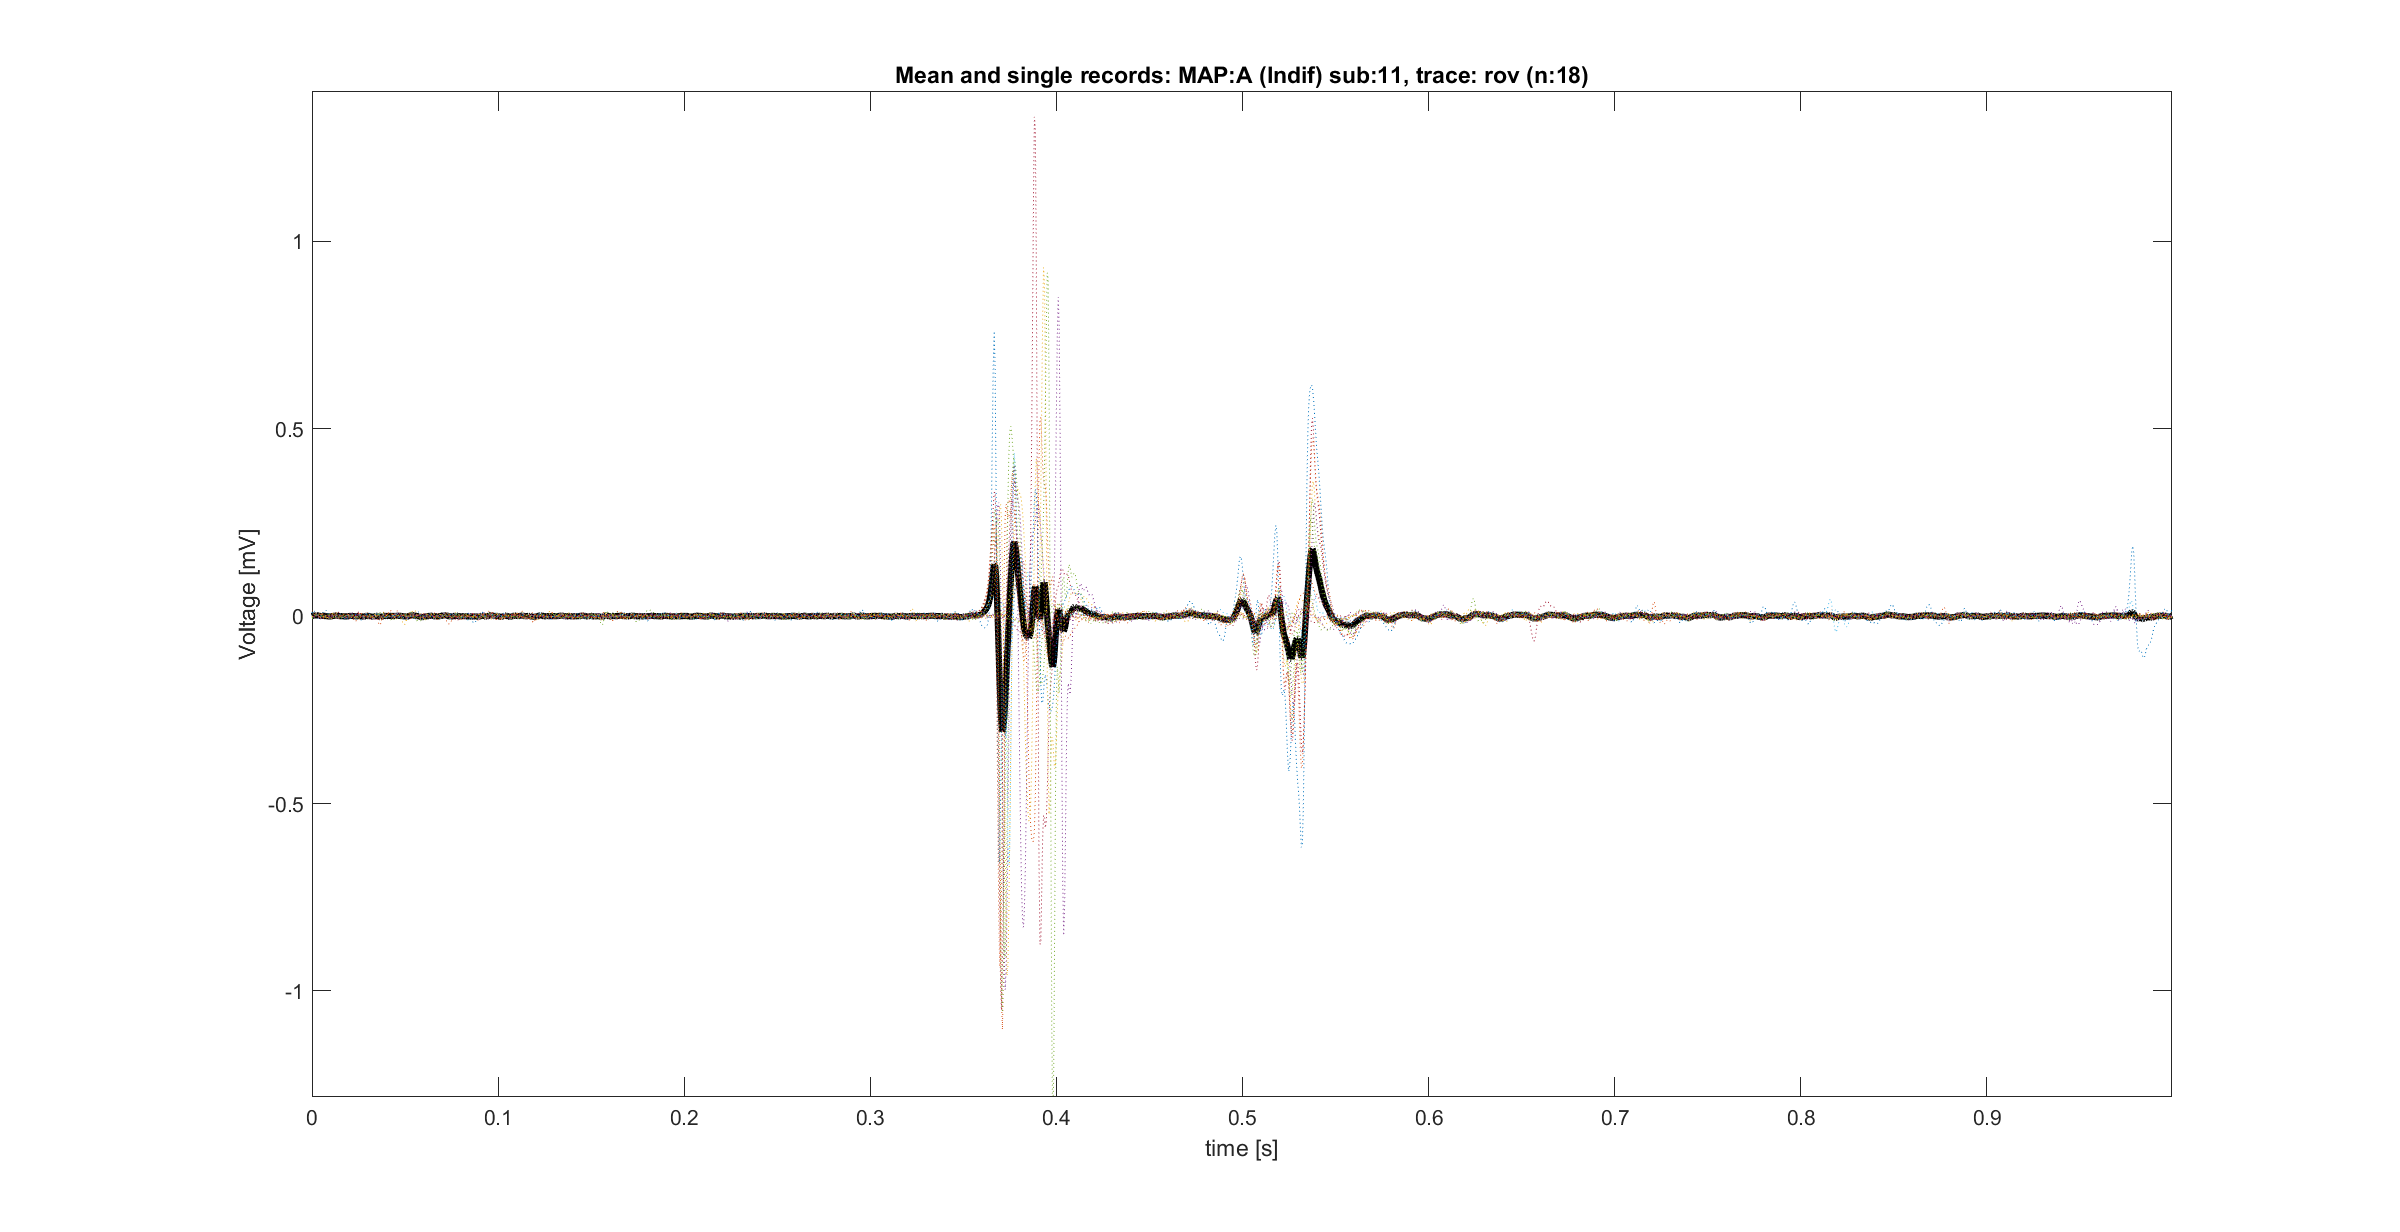 Mean and single records: MAP:A (Indif) sub:11, trace: rov (n:18)
Voltage [mV]
1
0.5
0
-0.5
-1
0 0.1 0.2 0.3 0.4 0.5 0.6 0.7 0.8 0.9
time [s]